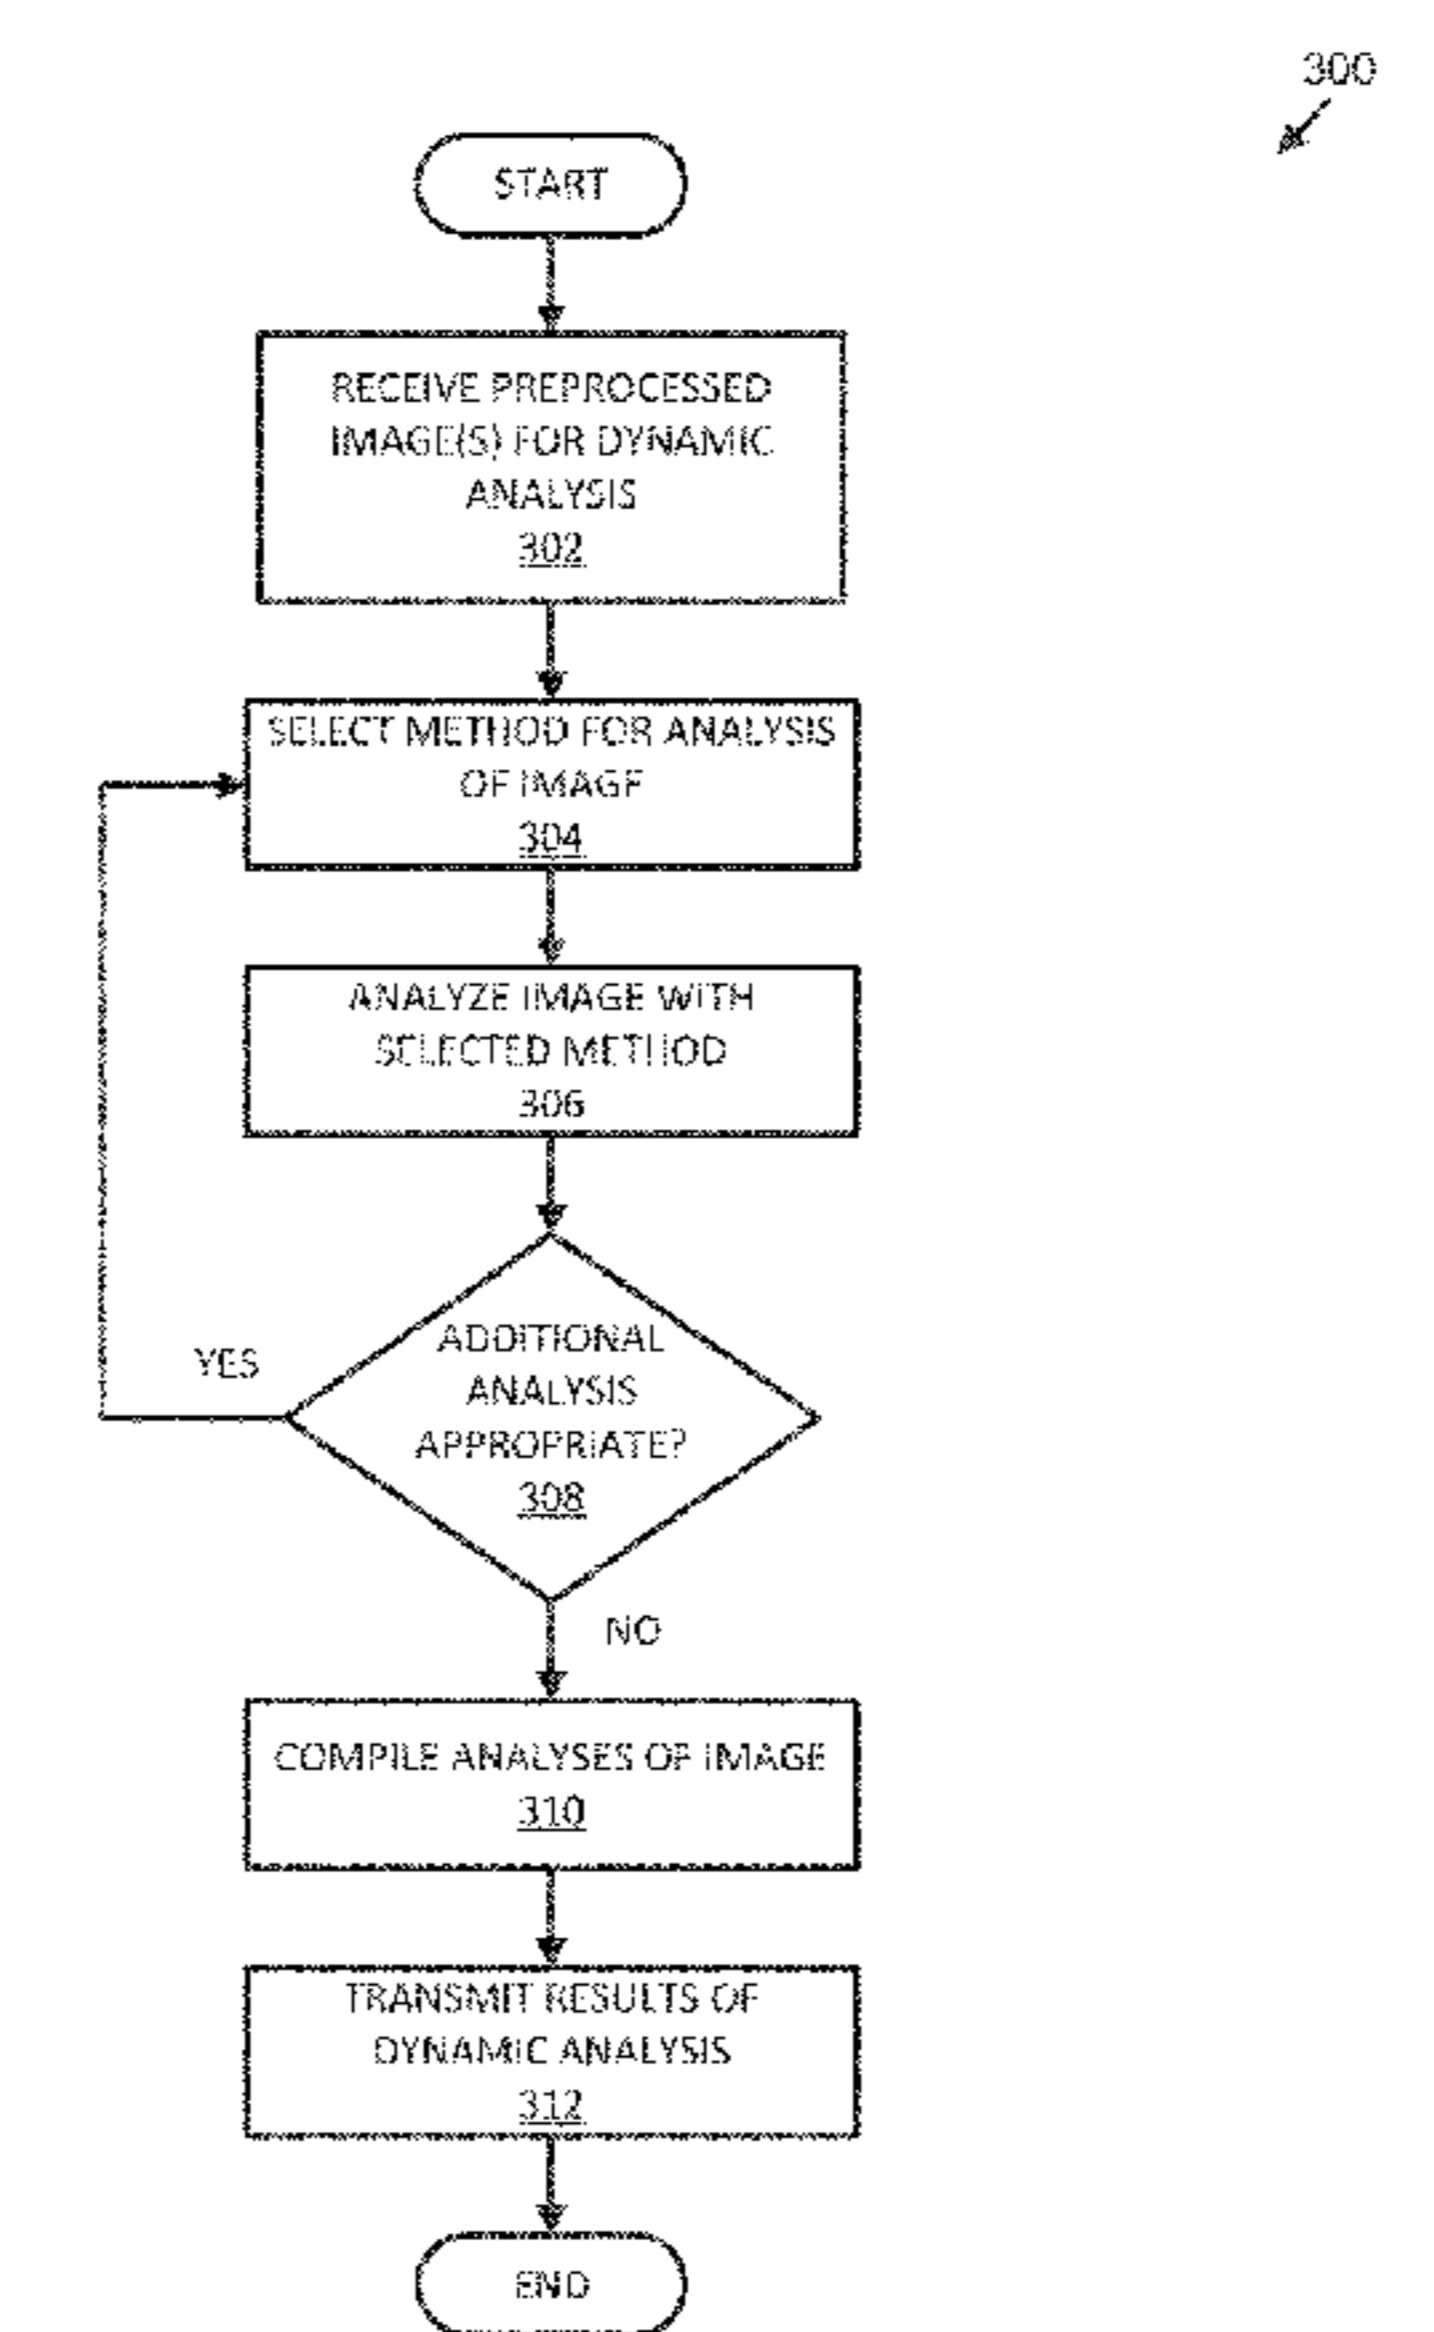 300
START
RECEIVE PREPROCESSED
IMAGE(S) FOR DYNAMIC
ANALYSIS
302
SELECT METHOD FOR ANALYSIS
OF IMAGE
304
ANALYZE IMAGE WITH
SELECTED METHOD
306
ADDITIONAL
ANALYSIS
APPROPRIATE?
308
YES
NO
COMPILE ANALYSES OF IMAGE
310
TRANSMIT RESULTS OF
DYNAMIC ANALYSIS
312
END